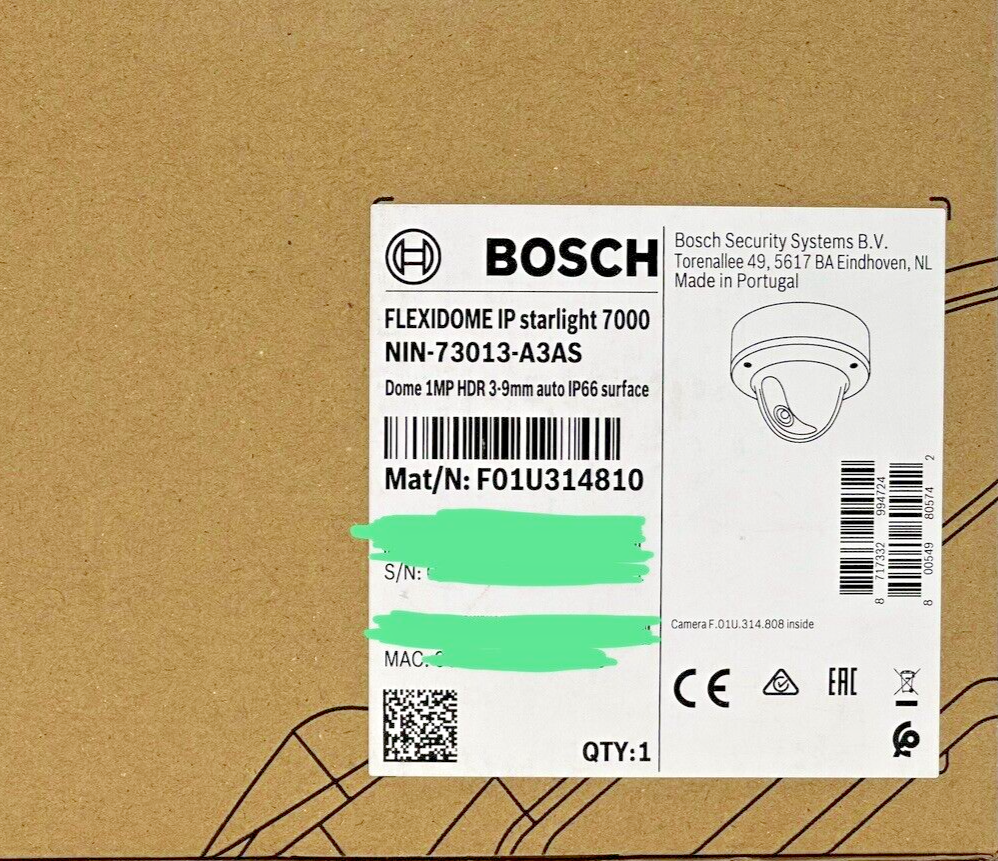 BOSCH
FLEXIDOME IP starlight 7000
NIN-73013-A3AS
Dome 1MP HDR 3-9mm auto IP66 surface
Mat/N: F01U314810
S/N:
MAC:
QTY:1
Bosch Security Systems B.V.
Torenallee 49, 5617 BA Eindhoven, NL
Made in Portugal
8 717332 994724
8 00549 80574 2
Camera F.01U.314.808 inside
CE
EAC